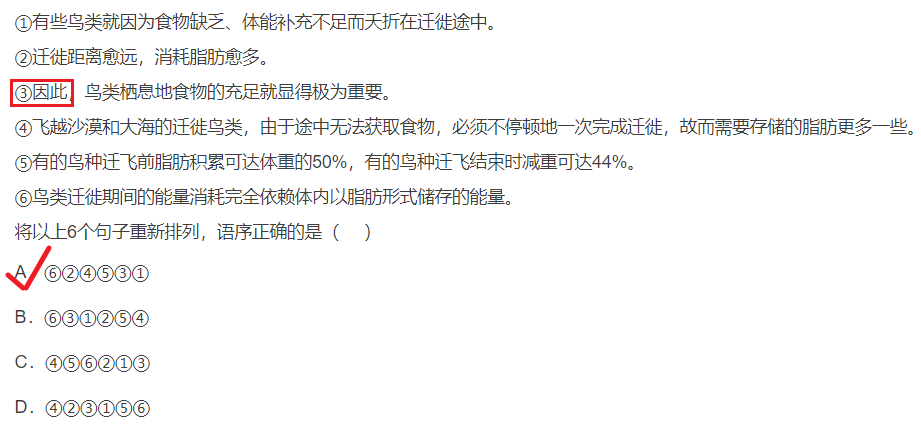 ①有些鸟类就因为食物缺乏、体能补充不足而夭折在迁徙途中。
②迁徙距离愈远，消耗脂肪愈多。
③因此，鸟类栖息地食物的充足就显得极为重要。
④飞越沙漠和大海的迁徙鸟类，由于途中无法获取食物，必须不停顿地一次完成迁徙，故而需要存储的脂肪更多一些。
⑤有的鸟种迁飞前脂肪积累可达体重的50%，有的鸟种迁飞结束时减重可达44%。
⑥鸟类迁徙期间的能量消耗完全依赖体内以脂肪形式储存的能量。
将以上6个句子重新排列，语序正确的是（　　）
A．⑥②④⑤③①
B．⑥③①②⑤④
C．④⑤⑥②①③
D．④②③①⑤⑥